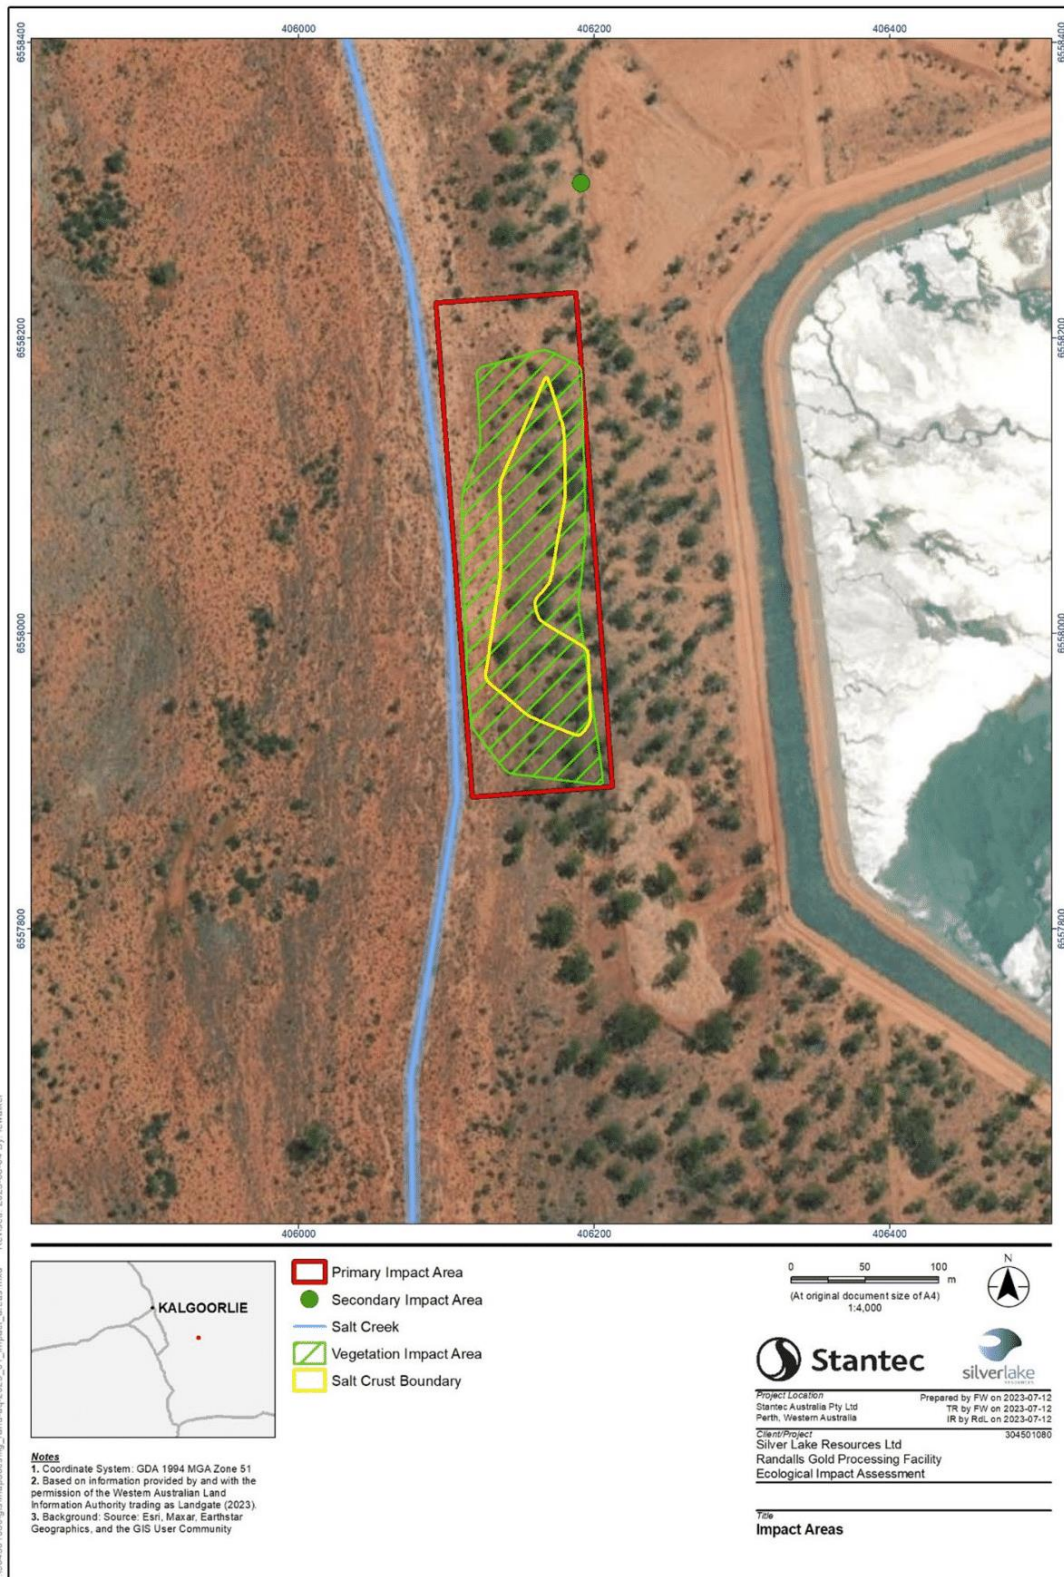 406000
406200
406400
6558400
6558400
6558200
6558200
6558000
6558000
6557800
6557800
406000
406200
406400
KALGOORLIE
Primary Impact Area
Secondary Impact Area
Salt Creek
Vegetation Impact Area
Salt Crust Boundary
0 50 100
m
(At original document size of A4)
1:4,000
N
Stantec
silverlake
RESOURCES
Project Location
Stantec Australia Pty Ltd
Perth, Western Australia
Prepared by FW on 2023-07-12
TR by FW on 2023-07-12
IR by RdL on 2023-07-12
Client/Project
304501080
Silver Lake Resources Ltd
Randalls Gold Processing Facility
Ecological Impact Assessment
Title
Impact Areas
Notes
1. Coordinate System: GDA 1994 MGA Zone 51
2. Based on information provided by and with the
permission of the Western Australian Land
Information Authority trading as Landgate (2023).
3. Background: Source: Esri, Maxar, Earthstar
Geographics, and the GIS User Community